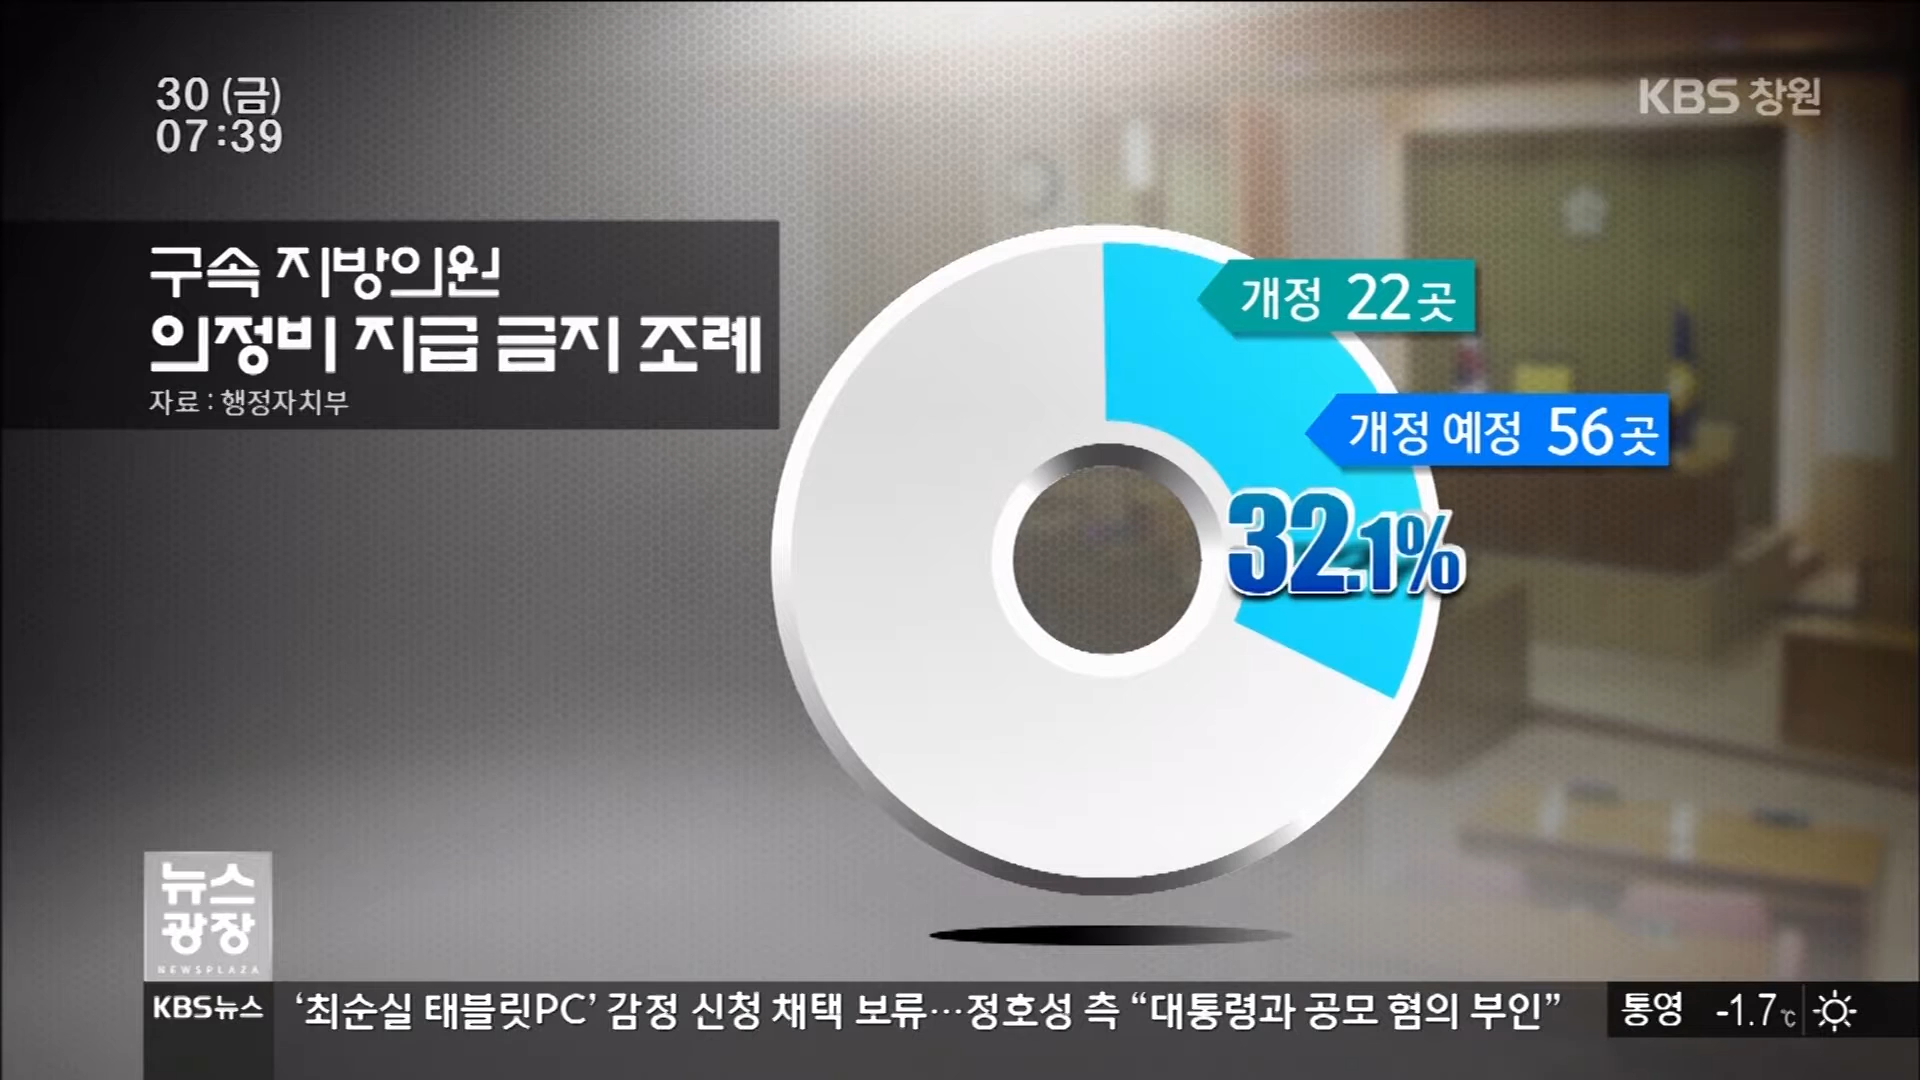 30 (금)
07:39
KBS 창원
구속 지방의원
의정비 지급 금지 조례
자료 : 행정자치부
개정 22곳
개정 예정 56곳
32.1%
뉴스
광장
NEWSPLAZA
KBS뉴스 ‘최순실 태블릿PC’ 감정 신청 채택 보류…정호성 측 “대통령과 공모 혐의 부인” 통영 -1.7℃